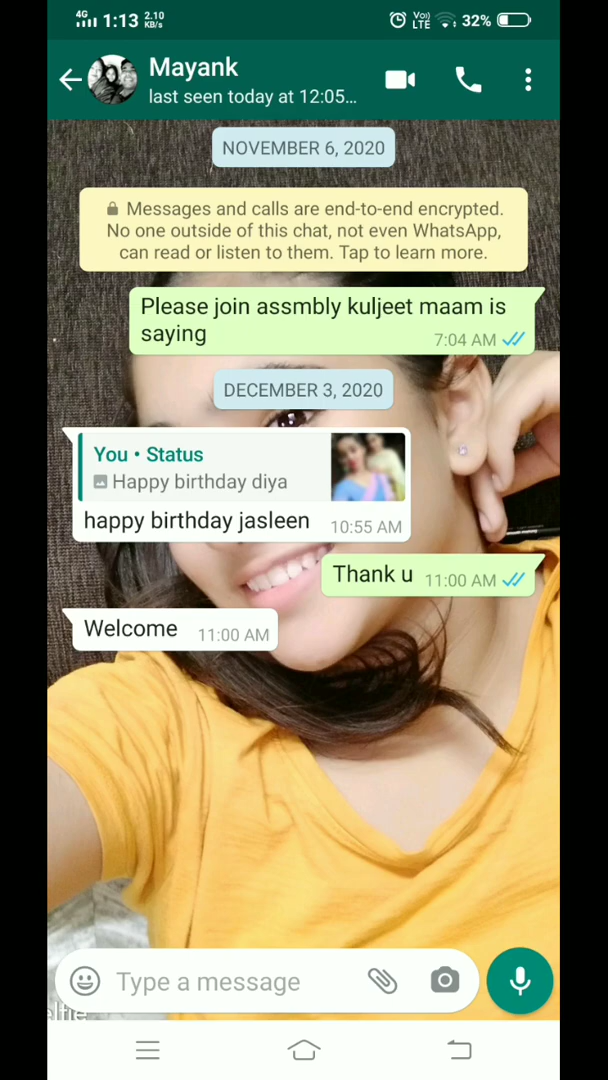 4G 1:13 2.10 KB/s Vo) LTE 32%
Mayank
last seen today at 12:05...
NOVEMBER 6, 2020
Messages and calls are end-to-end encrypted.
No one outside of this chat, not even WhatsApp,
can read or listen to them. Tap to learn more.
Please join assmbly kuljeet maam is
saying 7:04 AM
DECEMBER 3, 2020
You • Status
Happy birthday diya
happy birthday jasleen 10:55 AM
Thank u 11:00 AM
Welcome 11:00 AM
Type a message